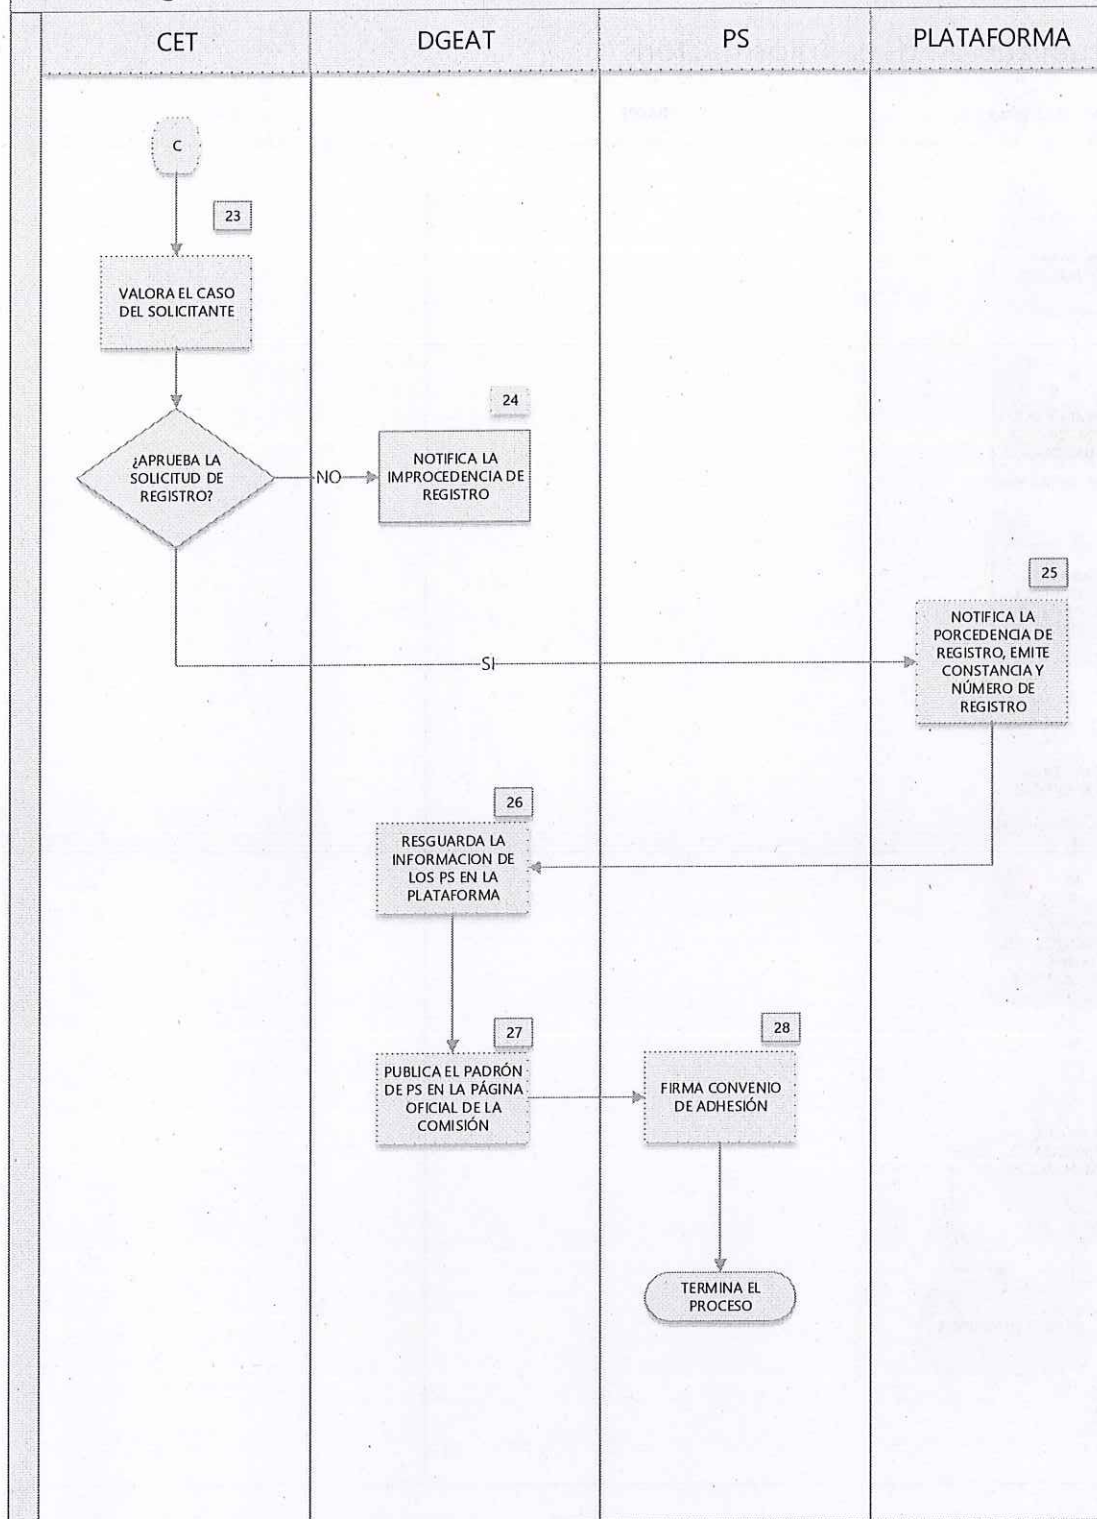 CET
DGEAT
PS
PLATAFORMA
C
23
VALORA EL CASO
DEL SOLICITANTE
¿APRUEBA LA
SOLICITUD DE
REGISTRO?
NO
24
NOTIFICA LA
IMPROCEDENCIA DE
REGISTRO
SI
25
NOTIFICA LA
PORCEDENCIA DE
REGISTRO, EMITE
CONSTANCIA Y
NÚMERO DE
REGISTRO
26
RESGUARDA LA
INFORMACION DE
LOS PS EN LA
PLATAFORMA
27
PUBLICA EL PADRÓN
DE PS EN LA PÁGINA
OFICIAL DE LA
COMISIÓN
28
FIRMA CONVENIO
DE ADHESIÓN
TERMINA EL
PROCESO